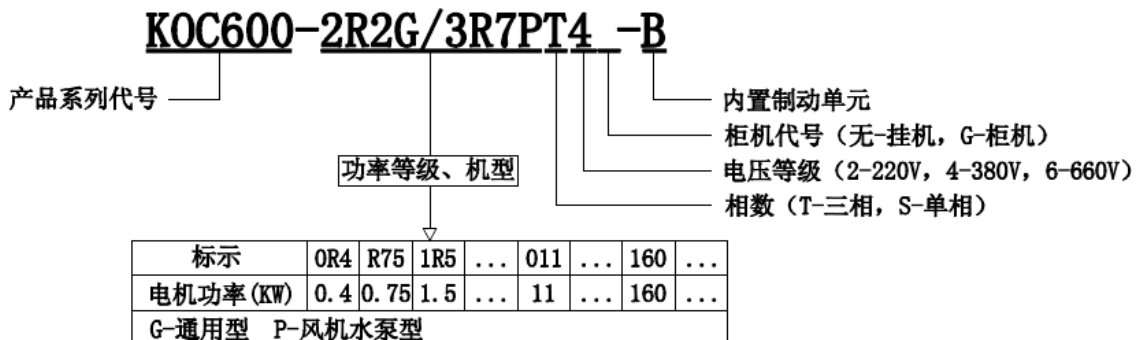 KOC600-2R2G/3R7PT4_-B
产品系列代号
内置制动单元
柜机代号（无-挂机，G-柜机）
功率等级、机型
电压等级（2-220V，4-380V，6-660V）
相数（T-三相，S-单相）
标示 0R4 R75 1R5 ... 011 ... 160 ...
电机功率(KW) 0.4 0.75 1.5 ... 11 ... 160 ...
G-通用型 P-风机水泵型